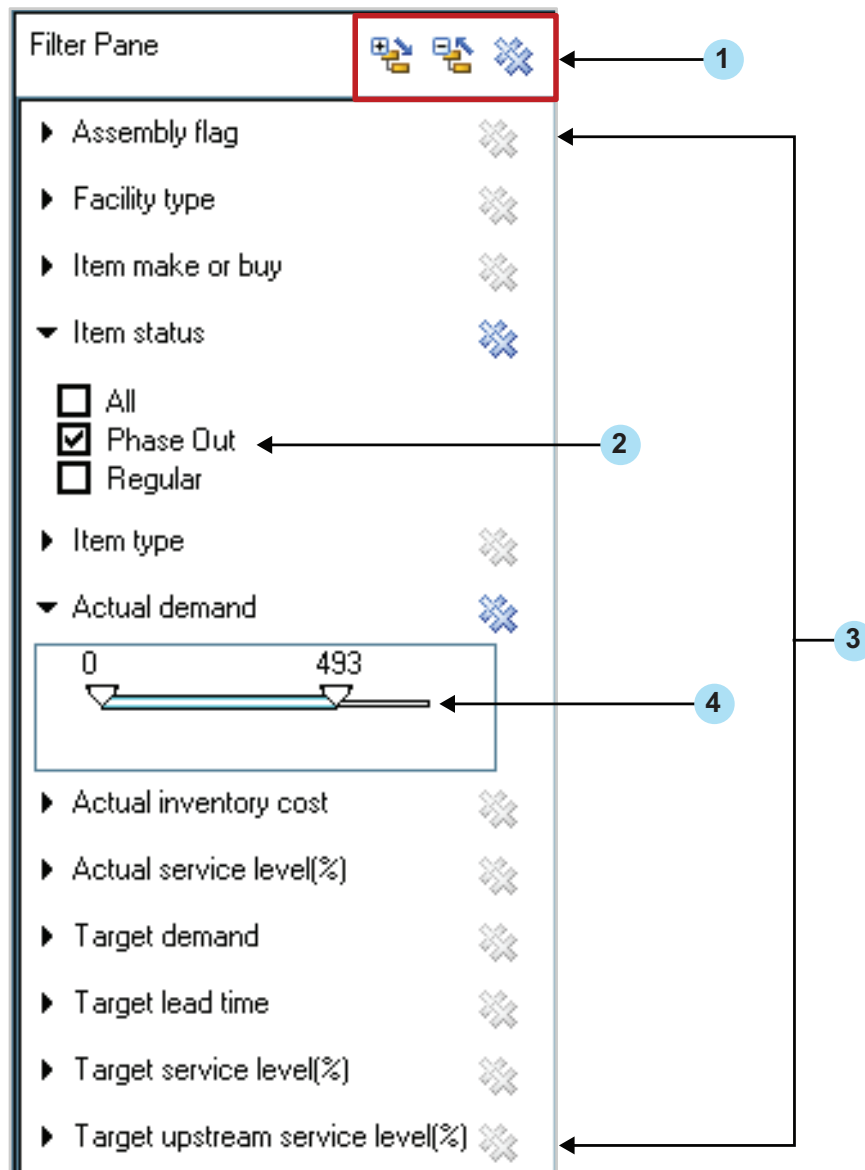 Filter Pane
1
Assembly flag
Facility type
Item make or buy
Item status
All
Phase Out
2
Regular
Item type
Actual demand
3
0 493
4
Actual inventory cost
Actual service level(%)
Target demand
Target lead time
Target service level(%)
Target upstream service level(%)